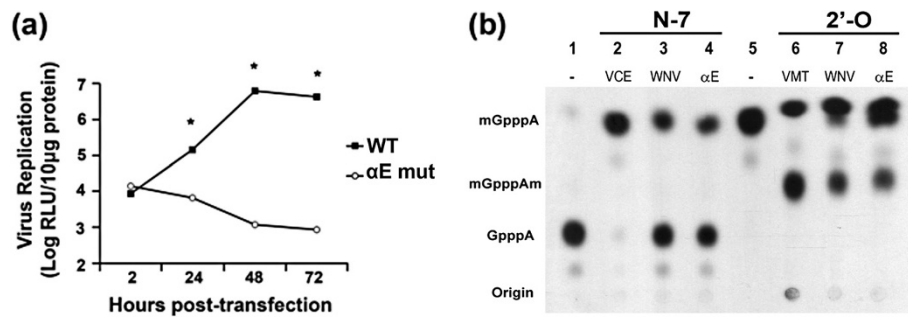 (a)
Virus Replication
(Log RLU/10µg protein)
7
6
5
4
3
2
1
2 24 48 72
Hours post-transfection
WT
αE mut
(b)
N-7 2'-O
1 2 3 4 5 6 7 8
- VCE WNV αE - VMT WNV αE
mGpppA
mGpppAm
GpppA
Origin